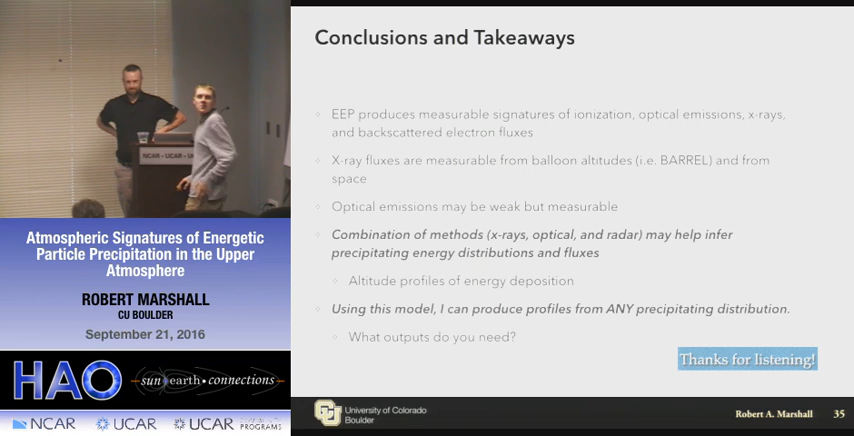 Conclusions and Takeaways
EEP produces measurable signatures of ionization, optical emissions, x-rays,
and backscattered electron fluxes
X-ray fluxes are measurable from balloon altitudes (i.e. BARREL) and from
space
Optical emissions may be weak but measurable
Combination of methods (x-rays, optical, and radar) may help infer
precipitating energy distributions and fluxes
Altitude profiles of energy deposition
Using this model, I can produce profiles from ANY precipitating distribution.
What outputs do you need?
Thanks for listening!
University of Colorado
Boulder
Robert A. Marshall 35
NCAR - UCAR - U
Atmospheric Signatures of Energetic
Particle Precipitation in the Upper
Atmosphere
ROBERT MARSHALL
CU BOULDER
September 21, 2016
HAO
sun earth • connections
NCAR UCAR UCAR PROGRAMS